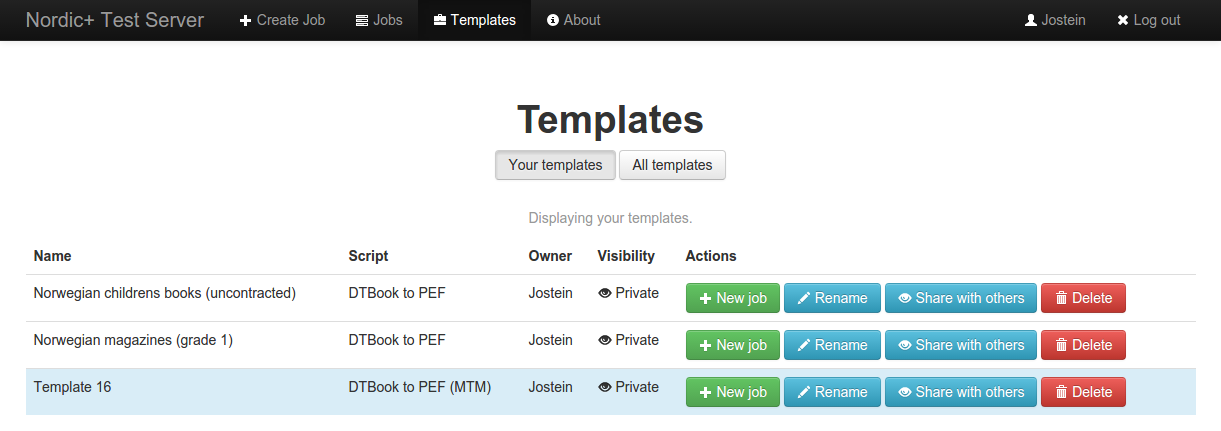 Nordic+ Test Server Create Job Jobs Templates About Jostein Log out
Templates
Your templates All templates
Displaying your templates.
Name Script Owner Visibility Actions
Norwegian childrens books (uncontracted) DTBook to PEF Jostein Private New job Rename Share with others Delete
Norwegian magazines (grade 1) DTBook to PEF Jostein Private New job Rename Share with others Delete
Template 16 DTBook to PEF (MTM) Jostein Private New job Rename Share with others Delete